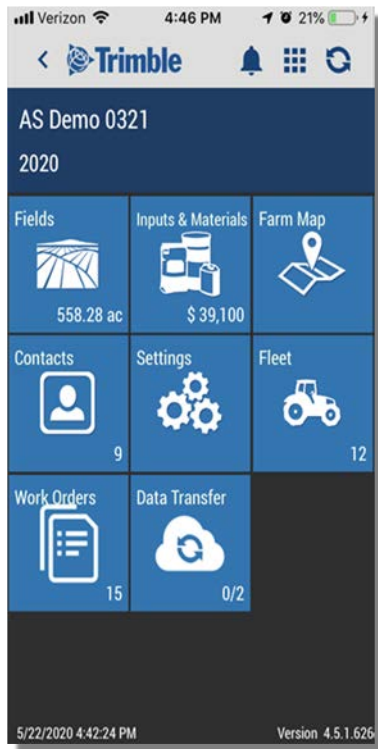 Verizon 4:46 PM 21%
Trimble
AS Demo 0321
2020
Fields Inputs & Materials Farm Map
558.28 ac $ 39,100
Contacts Settings Fleet
9 12
Work Orders Data Transfer
15 0/2
5/22/2020 4:42:24 PM Version 4.5.1.626